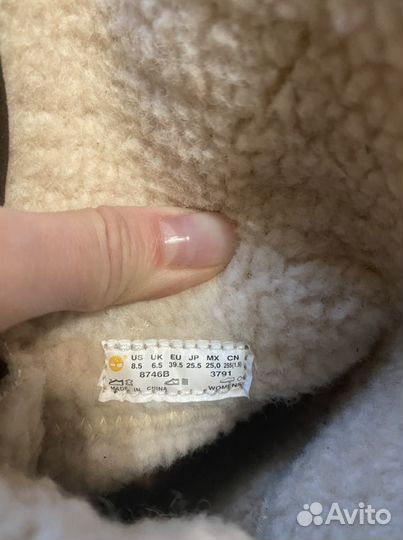 US UK EU JP MX CN
8.5 6.5 39.5 25.5 25,0 255(1.5)
8746B 3791
MADE IN CHINA WOMENS
Avito